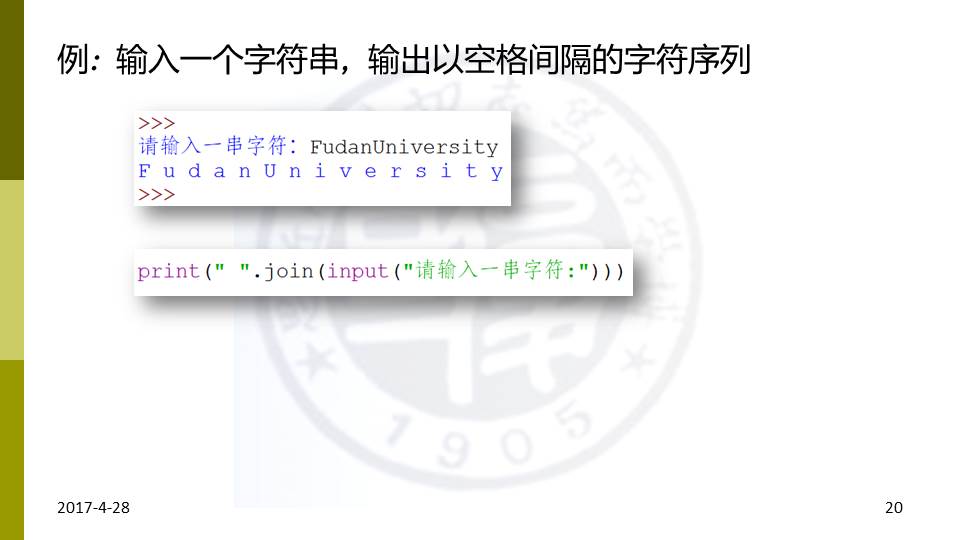 例：输入一个字符串，输出以空格间隔的字符序列
>>>
请输入一串字符：FudanUniversity
F u d a n U n i v e r s i t y
>>>
print(" ".join(input("请输入一串字符:")))
1905
2017-4-28
20